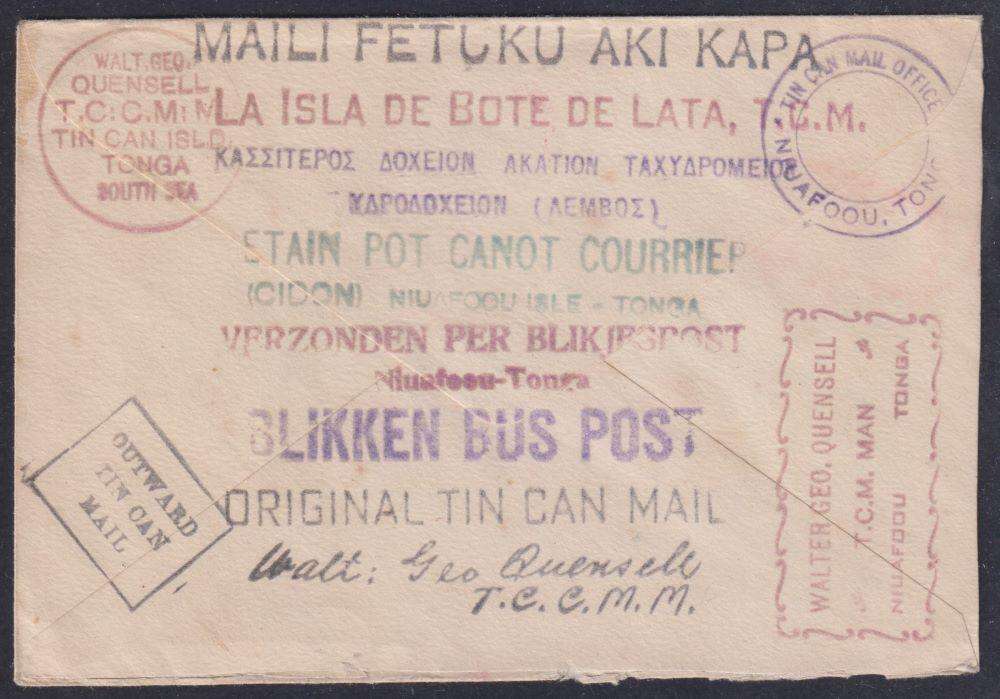 MAILI FETUKU AKI KAPA
WALT. GEO.
QUENSELL
T.C:C.M:M
TIN CAN ISLD.
TONGA
SOUTH SEA
TIN CAN MAIL OFFICE
NIUAFOOU, TONGA
LA ISLA DE BOTE DE LATA, T.C.M.
ΚΑΣΣΙΤΕΡΟΣ ΔΟΧΕΙΟΝ ΑΚΑΤΙΟΝ ΤΑΧΥΔΡΟΜΕΙΟΝ
ΥΔΡΟΔΟΧΕΙΟΝ (ΛΕΜΒΟΣ)
ETAIN POT CANOT COURRIER
(CIDON) NIUAFOOU ISLE - TONGA
VERZONDEN PER BLIKJESPOST
Niuafoou-Tonga
BLIKKEN BUS POST
ORIGINAL TIN CAN MAIL
OUTWARD
TIN CAN
MAIL
Walt: Geo Quensell
T.C.C.M.M.
WALTER GEO. QUENSELL
T.C.M. MAN
NIUAFOOU TONGA